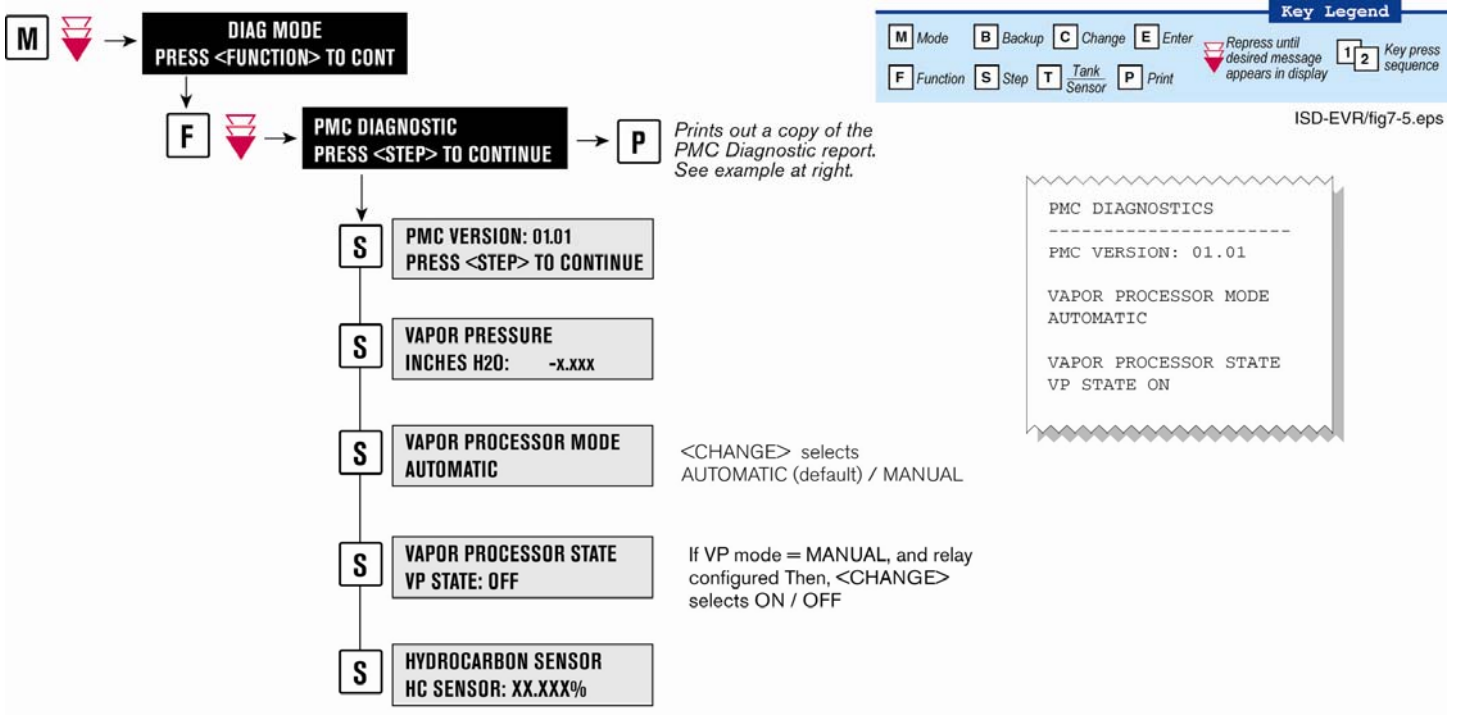 M
DIAG MODE
PRESS <FUNCTION> TO CONT
Key Legend
M Mode B Backup C Change E Enter
Repress until
desired message
appears in display
1 2 Key press
sequence
F Function S Step T Tank
Sensor P Print
ISD-EVR/fig7-5.eps
F
PMC DIAGNOSTIC
PRESS <STEP> TO CONTINUE
P
Prints out a copy of the
PMC Diagnostic report.
See example at right.
S
PMC VERSION: 01.01
PRESS <STEP> TO CONTINUE
S
VAPOR PRESSURE
INCHES H2O: -x.xxx
S
VAPOR PROCESSOR MODE
AUTOMATIC
<CHANGE> selects
AUTOMATIC (default) / MANUAL
S
VAPOR PROCESSOR STATE
VP STATE: OFF
If VP mode = MANUAL, and relay
configured Then, <CHANGE>
selects ON / OFF
S
HYDROCARBON SENSOR
HC SENSOR: XX.XXX%
PMC DIAGNOSTICS
----------------------
PMC VERSION: 01.01
VAPOR PROCESSOR MODE
AUTOMATIC
VAPOR PROCESSOR STATE
VP STATE ON